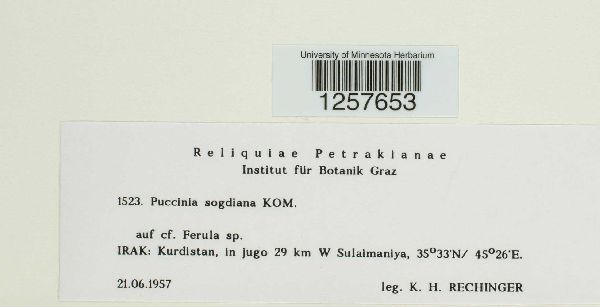 University of Minnesota Herbarium
1257653
Reliquiae Petrakianae
Institut für Botanik Graz
1523. Puccinia sogdiana KOM.
auf cf. Ferula sp.
IRAK: Kurdistan, in jugo 29 km W Sulaimaniya, 35°33'N/ 45°26'E.
21.06.1957 leg. K. H. RECHINGER